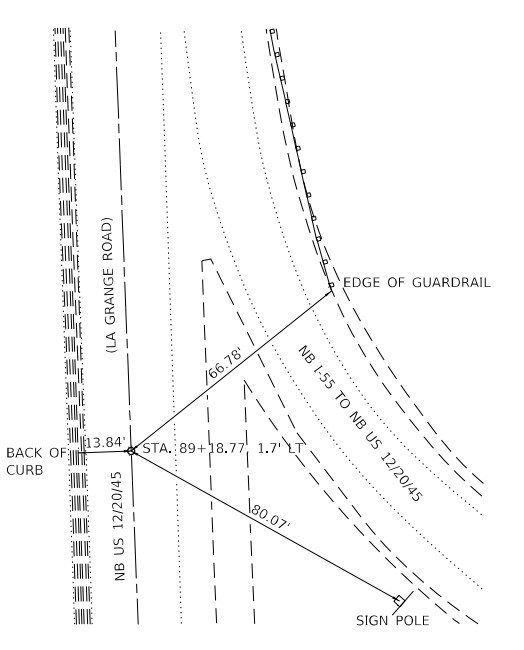 (LA GRANGE ROAD)
EDGE OF GUARDRAIL
66.78'
NB I-55 TO NB US 12/20/45
13.84'
STA. 89+18.77 1.7' LT
BACK OF
CURB
NB US 12/20/45
80.07'
SIGN POLE